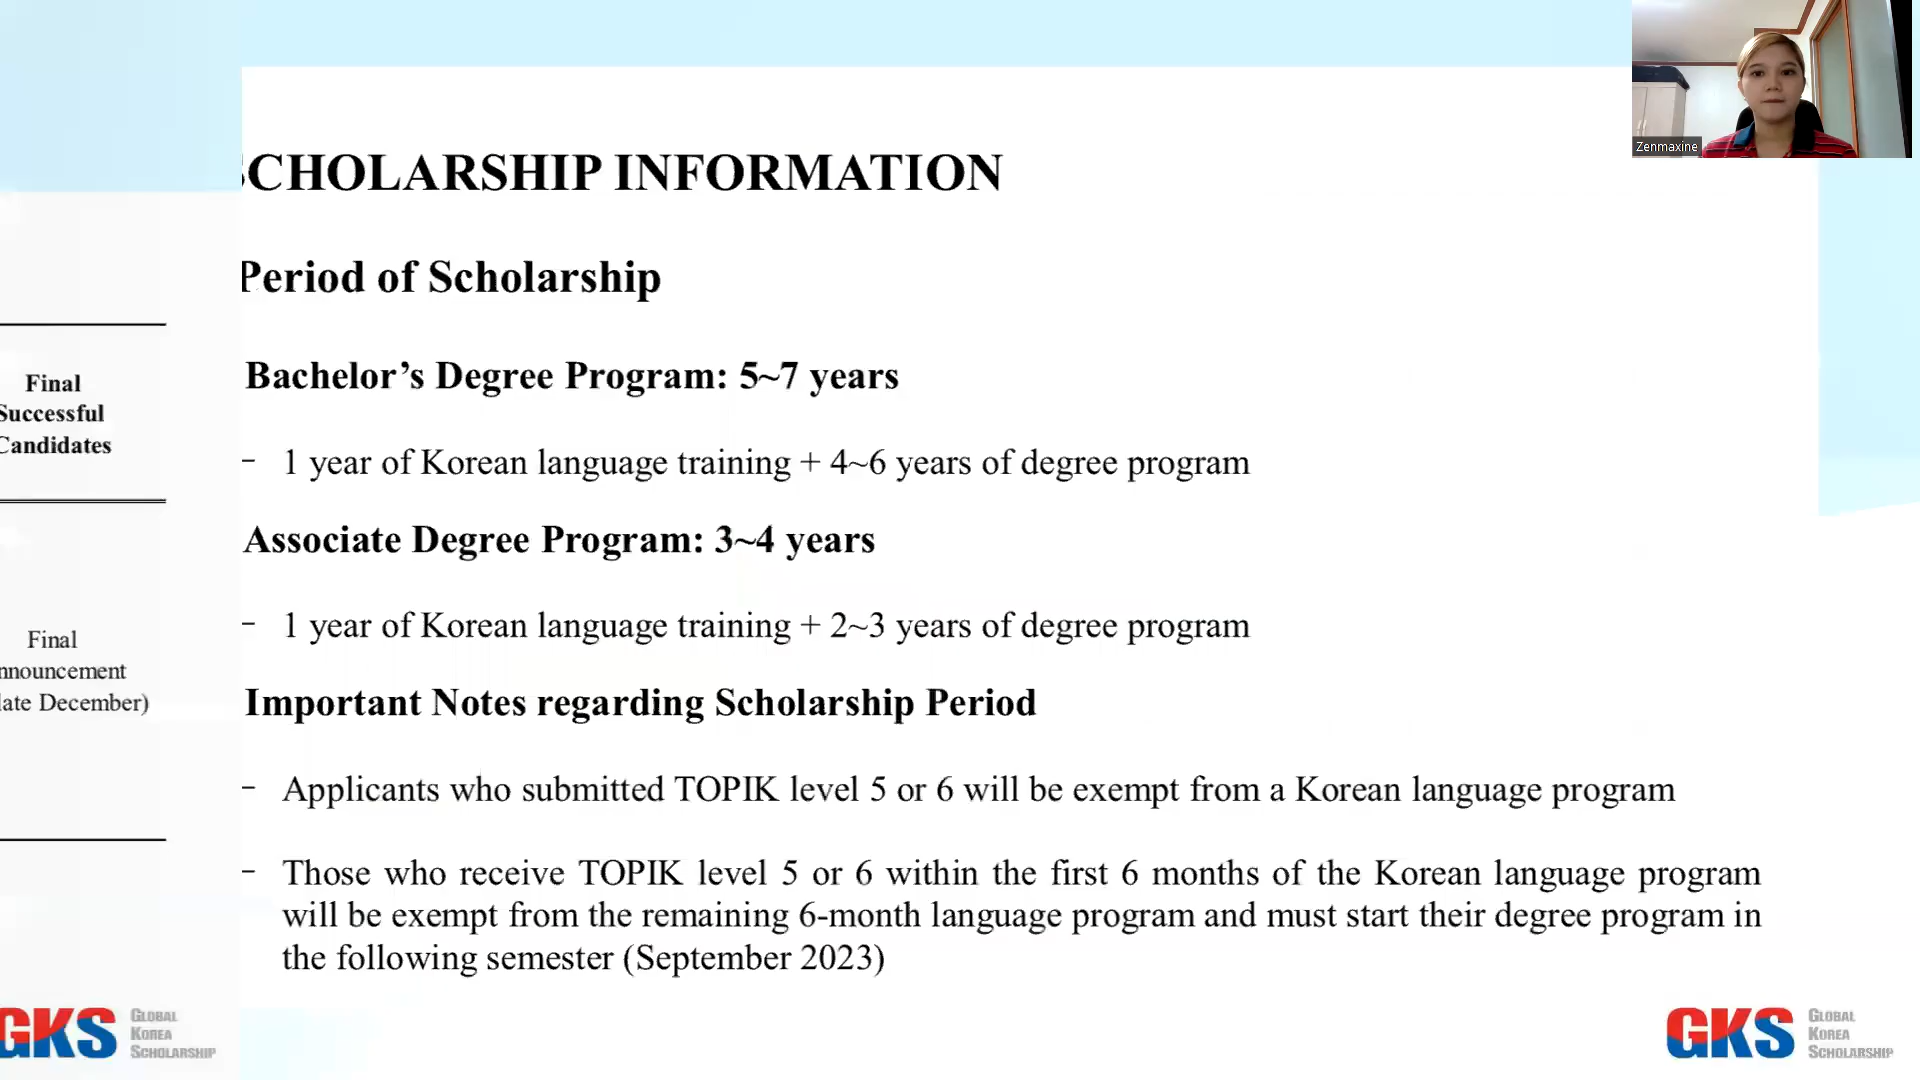 Zenmaxine
SCHOLARSHIP INFORMATION
Period of Scholarship
Bachelor’s Degree Program: 5~7 years
- 1 year of Korean language training + 4~6 years of degree program
Associate Degree Program: 3~4 years
- 1 year of Korean language training + 2~3 years of degree program
Important Notes regarding Scholarship Period
- Applicants who submitted TOPIK level 5 or 6 will be exempt from a Korean language program
- Those who receive TOPIK level 5 or 6 within the first 6 months of the Korean language program
will be exempt from the remaining 6-month language program and must start their degree program in
the following semester (September 2023)
Final
Successful
Candidates
Final
nnouncement
late December)
GKS GLOBAL
KOREA
SCHOLARSHIP
GKS GLOBAL
KOREA
SCHOLARSHIP